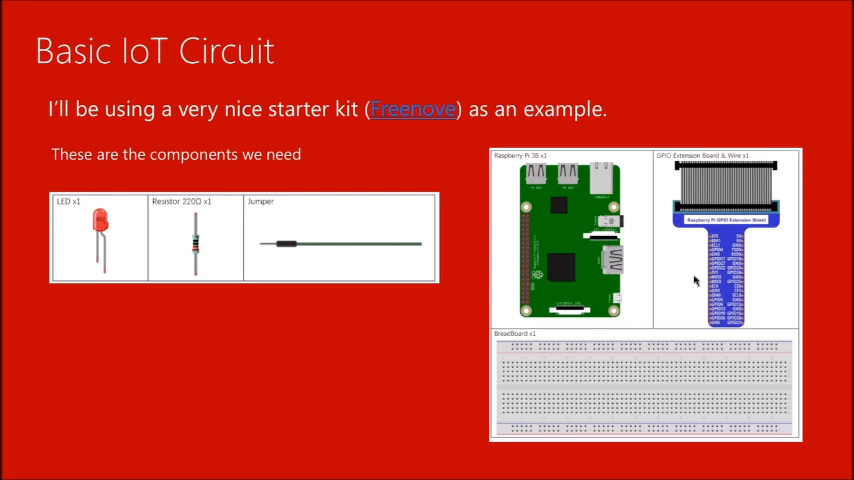 Basic IoT Circuit
I'll be using a very nice starter kit (Freenove) as an example.
These are the components we need
LED x1
Resistor 220Ω x1
Jumper
Raspberry Pi 3B x1
GPIO Extension Board & Wire x1
Raspberry Pi GPIO Extension Shield
BreadBoard x1